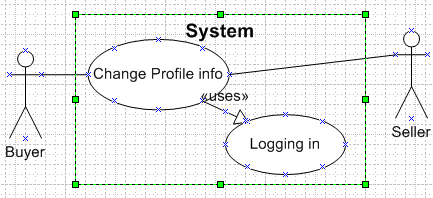 System
Change Profile info
«uses»
Logging in
Buyer
Seller